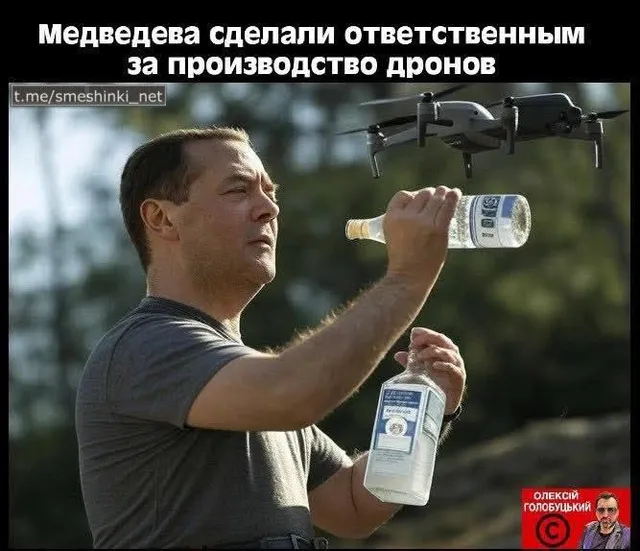 Медведева сделали ответственным
за производство дронов
t.me/smeshinki_net
ОЛЕКСІЙ
ГОЛОБУЦЬКИЙ
©